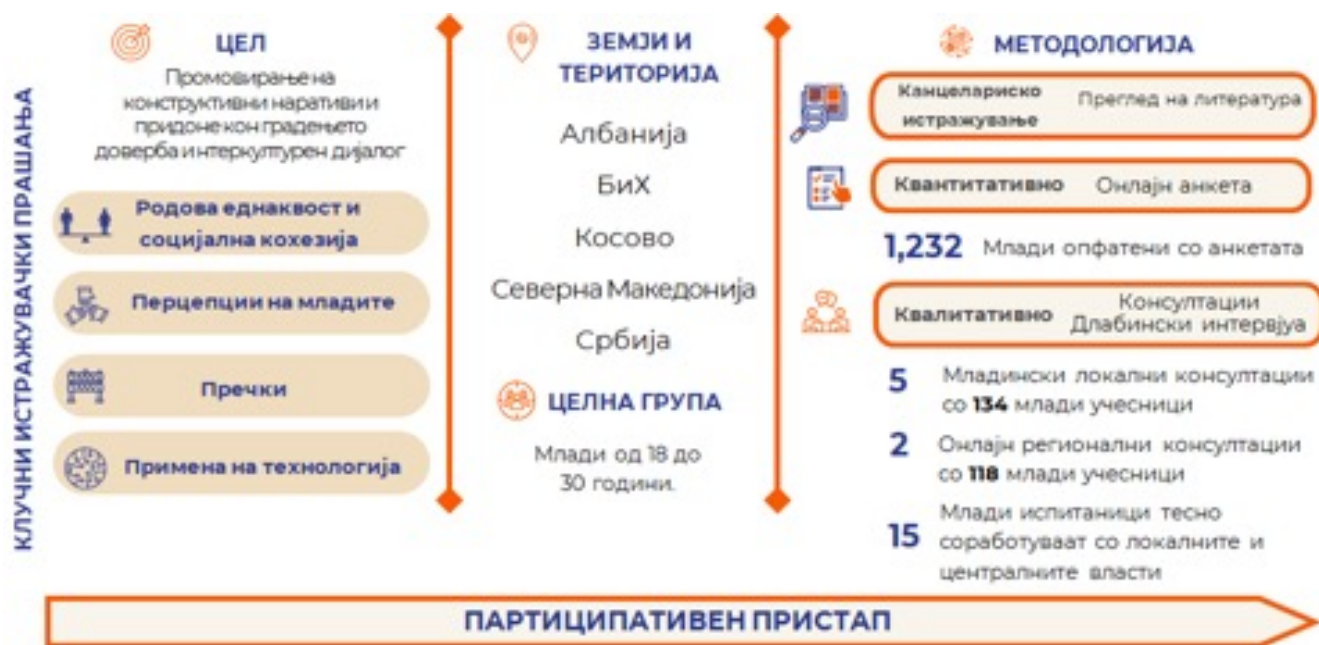 КЛУЧНИ ИСТРАЖУВАЧКИ ПРАШАЊА
ЦЕЛ
Промовирање на
конструктивни наративи и
придоне кон градењето
доверба и нтеркултурен дијалог
Родова еднаквост и
социјална кохезија
Перцепции на младите
Пречки
Примена на технологија
ЗЕМЈИ И
ТЕРИТОРИЈА
Албанија
БиХ
Косово
Северна Македонија
Србија
ЦЕЛНА ГРУПА
Млади од 18 до
30 години.
МЕТОДОЛОГИЈА
Канцелариско
истражување
Преглед на литература
Квантитативно Онлајн анкета
1,232 Млади опфатени со анкетата
Квалитативно
Консултации
Длабински интервјуа
5 Младински локални консултации
со 134 млади учесници
2 Онлајн регионални консултации
со 118 млади учесници
15 Млади испитаници тесно
соработуваат со локалните и
централните власти
ПАРТИЦИПАТИВЕН ПРИСТАП